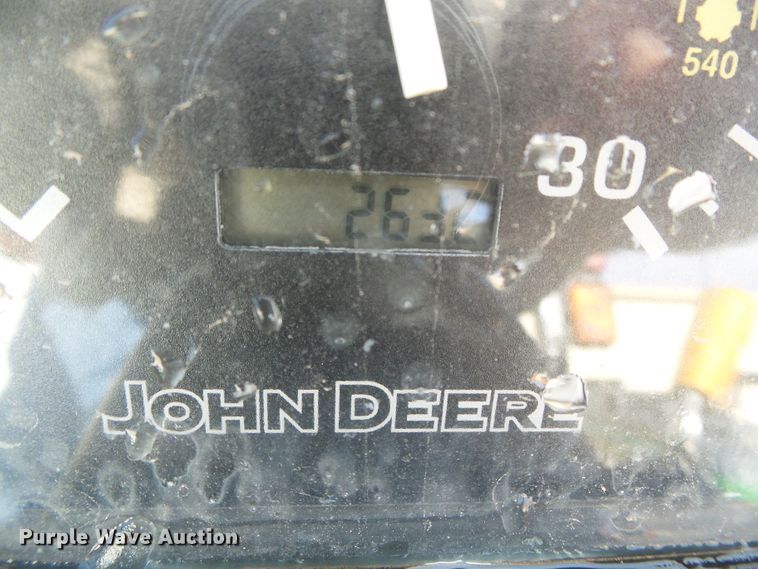 540
30
JOHN DEERE
Purple Wave Auction